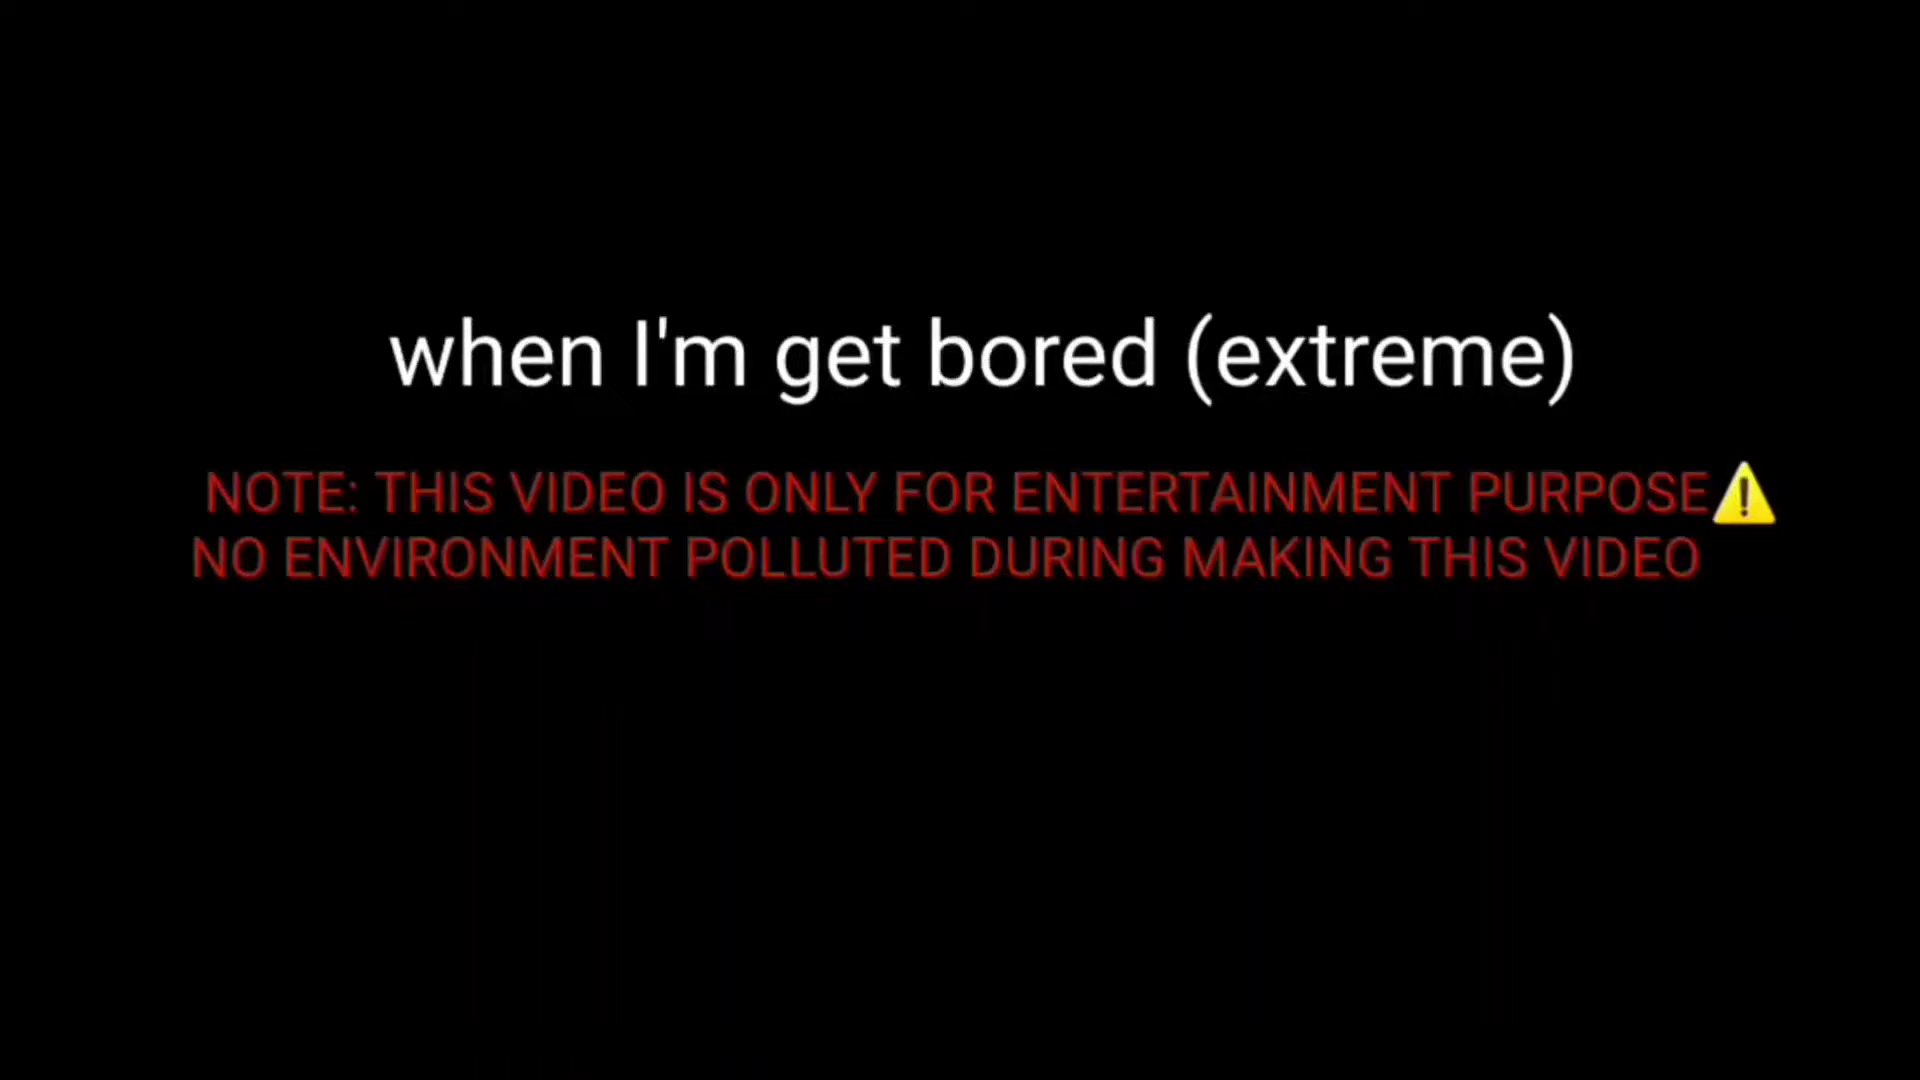 when I'm get bored (extreme)
NOTE: THIS VIDEO IS ONLY FOR ENTERTAINMENT PURPOSE⚠️
NO ENVIRONMENT POLLUTED DURING MAKING THIS VIDEO